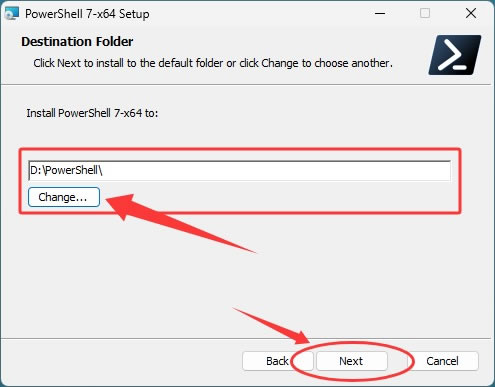 PowerShell 7-x64 Setup
Destination Folder
Click Next to install to the default folder or click Change to choose another.
Install PowerShell 7-x64 to:
D:\PowerShell\
Change...
Back Next Cancel